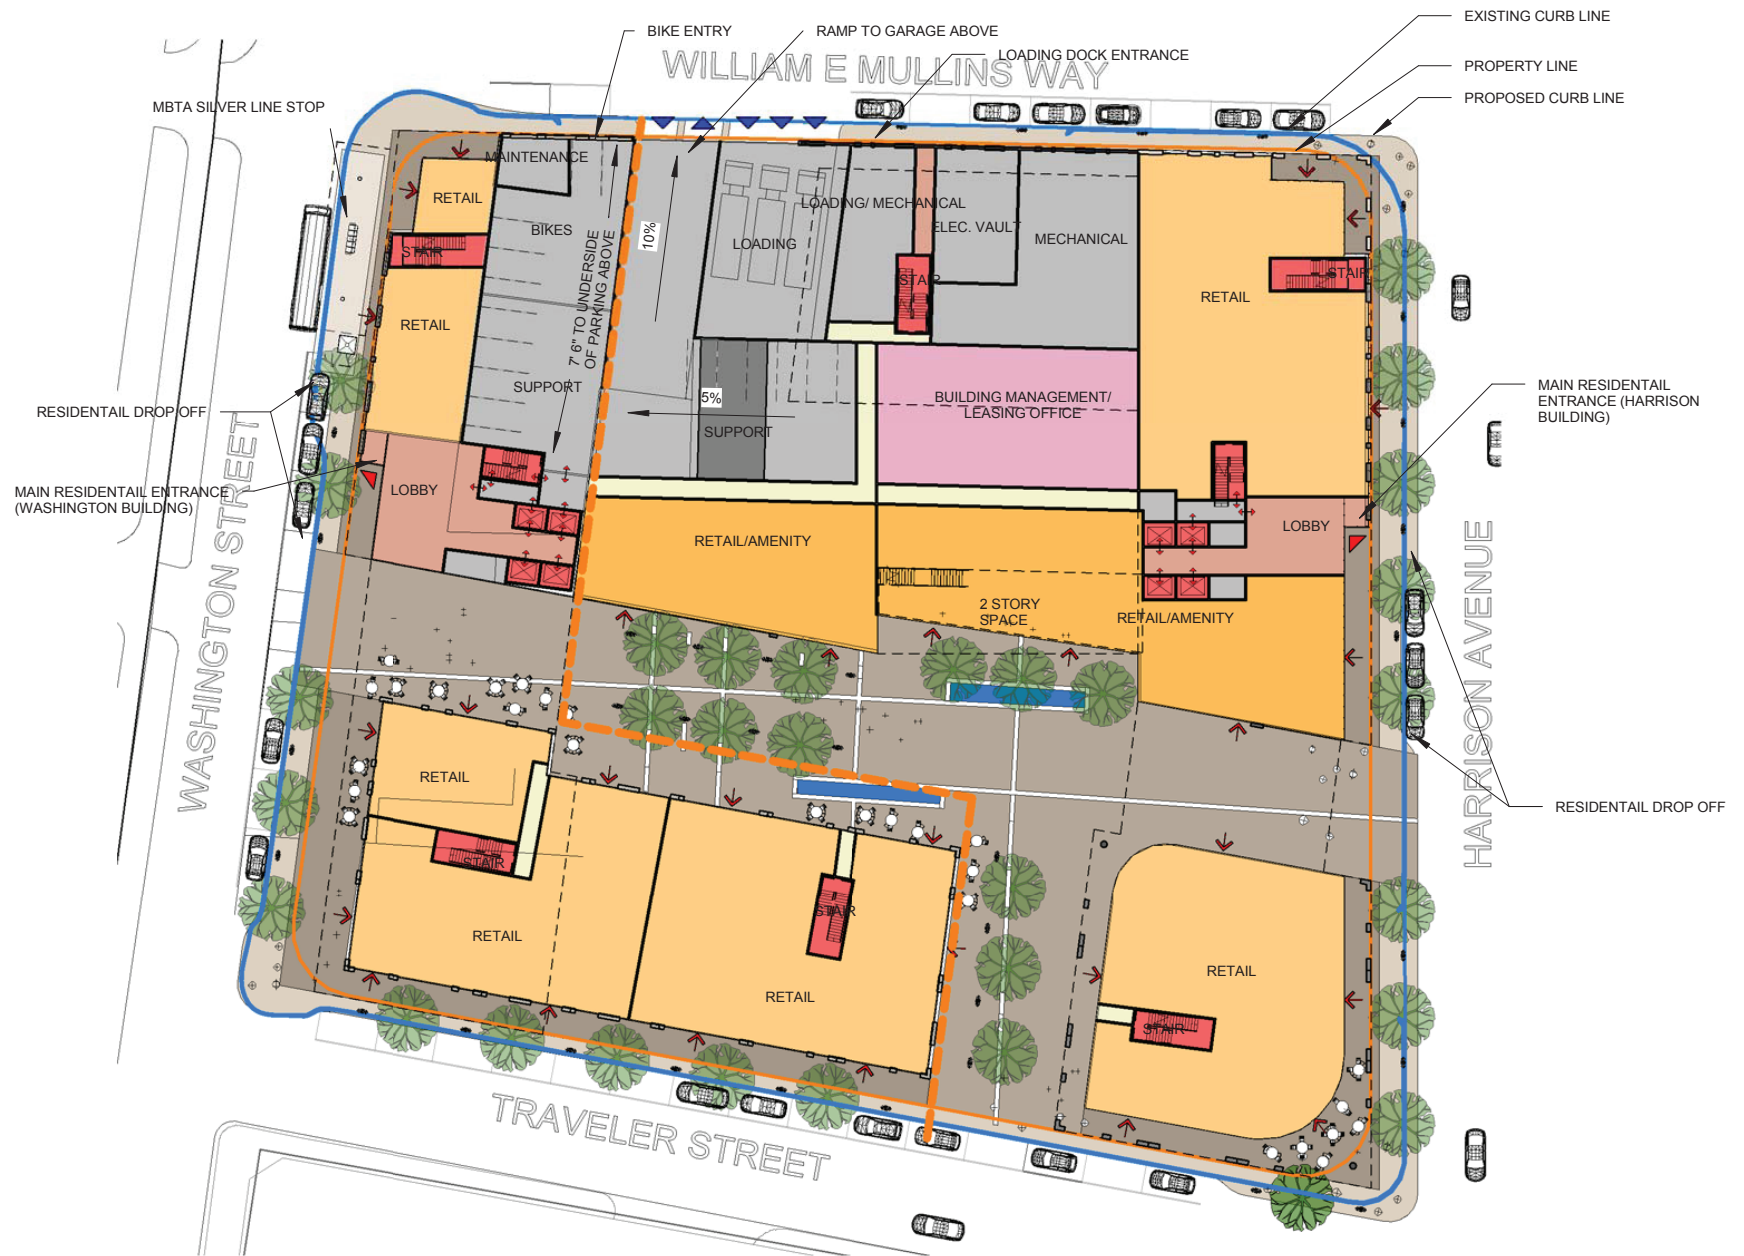 EXISTING CURB LINE
BIKE ENTRY
RAMP TO GARAGE ABOVE
LOADING DOCK ENTRANCE
WILLIAM E MULLINS WAY
PROPERTY LINE
PROPOSED CURB LINE
MBTA SILVER LINE STOP
MAINTENANCE
RETAIL
LOADING/ MECHANICAL
BIKES
10%
LOADING
ELEC. VAULT
MECHANICAL
STAIR
STAIR
STAIR
RETAIL
RETAIL
7' 6" TO UNDERSIDE
OF PARKING ABOVE
SUPPORT
5%
SUPPORT
BUILDING MANAGEMENT/
LEASING OFFICE
MAIN RESIDENTAIL
ENTRANCE (HARRISON
BUILDING)
RESIDENTAIL DROP OFF
MAIN RESIDENTAIL ENTRANCE
(WASHINGTON BUILDING)
LOBBY
LOBBY
RETAIL/AMENITY
2 STORY
SPACE
RETAIL/AMENITY
WASHINGTON STREET
HARRISON AVENUE
RETAIL
RESIDENTAIL DROP OFF
STAIR
STAIR
RETAIL
RETAIL
RETAIL
STAIR
TRAVELER STREET